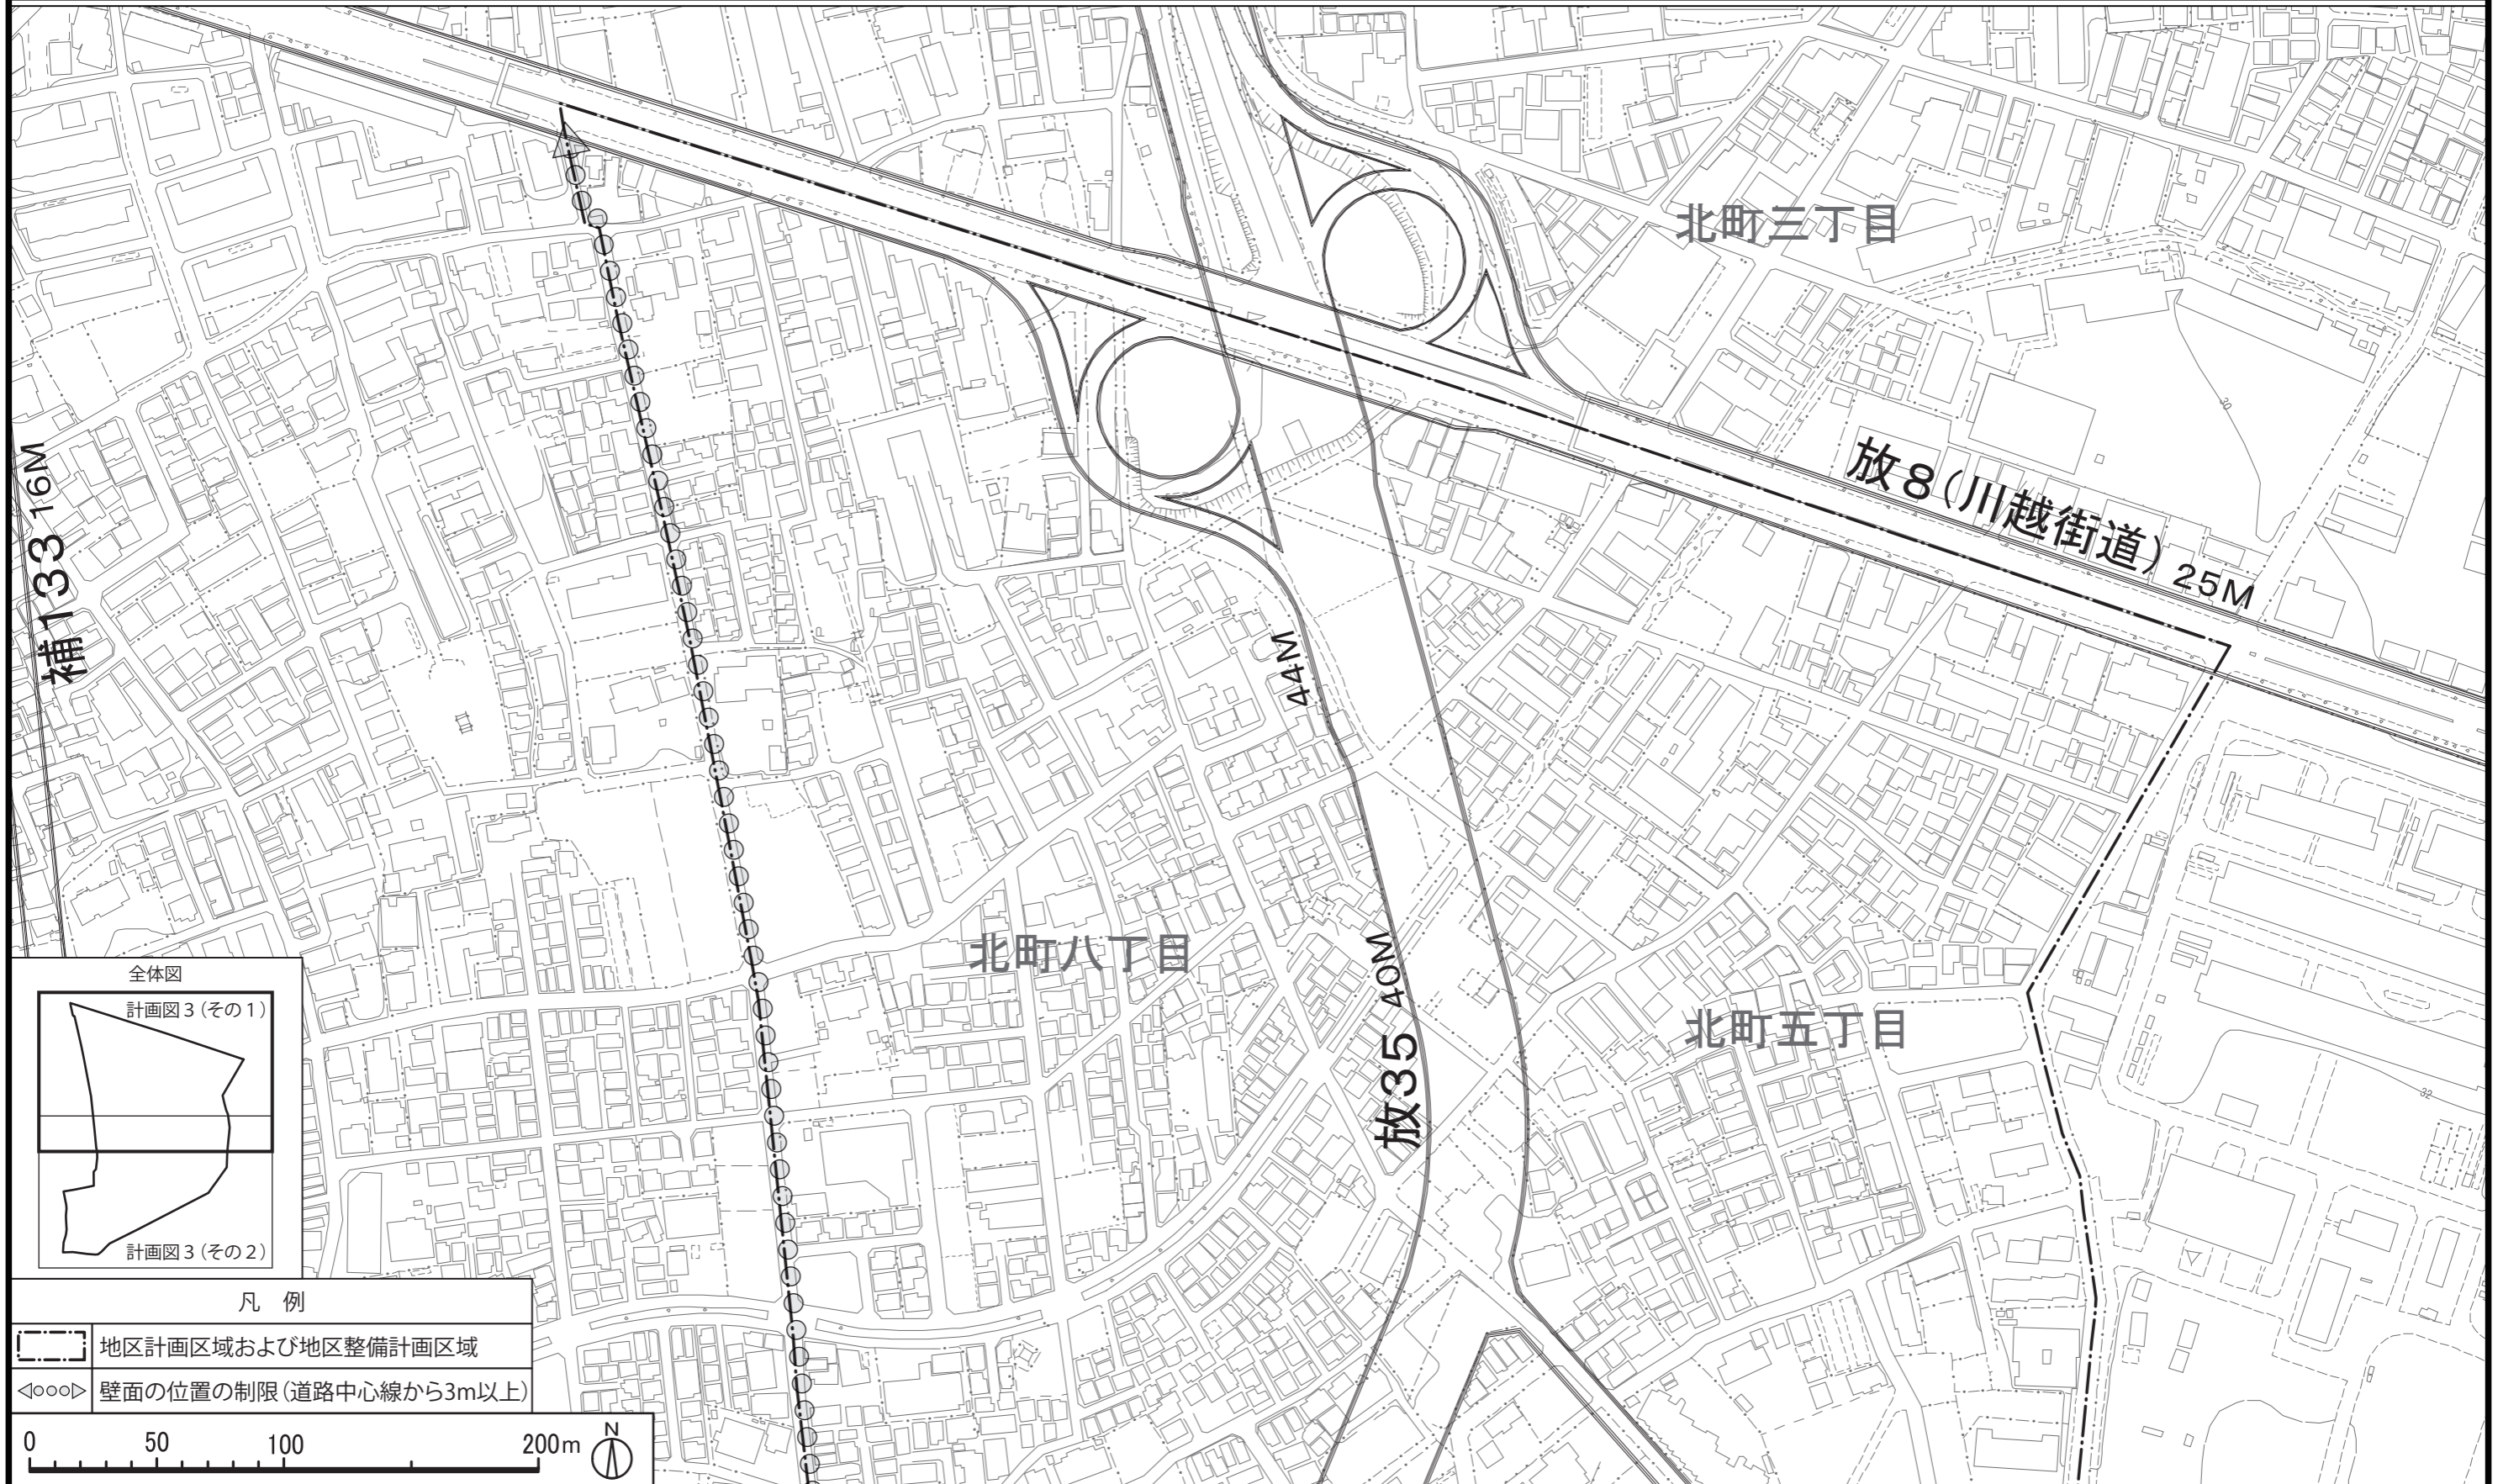 北町三丁目
30
放8(川越街道) 25M
補133 16M
44M
北町八丁目
放35 40M
北町五丁目
32
全体図
計画図3(その1)
計画図3(その2)
凡 例
地区計画区域および地区整備計画区域
壁面の位置の制限(道路中心線から3m以上)
0 50 100 200m
N